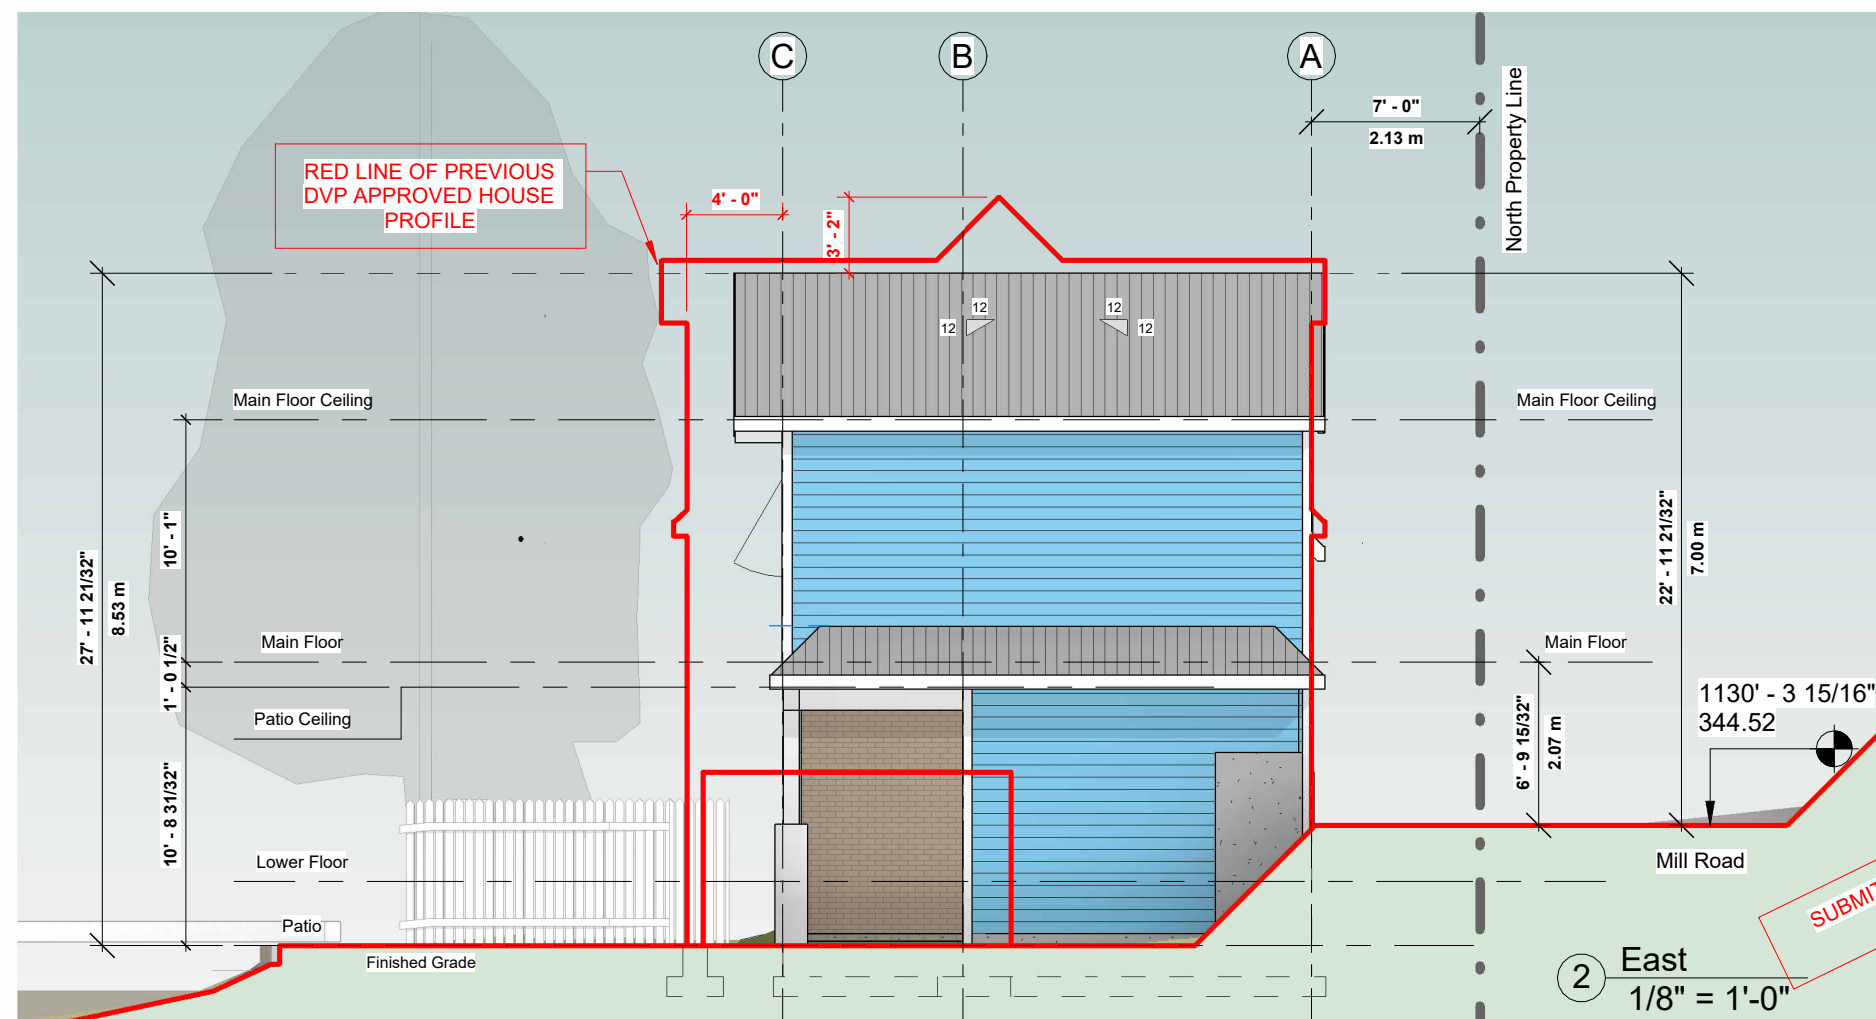 C
B
A
7' - 0"
2.13 m
North Property Line
RED LINE OF PREVIOUS
DVP APPROVED HOUSE
PROFILE
4' - 0"
3' - 2"
12
12
12
12
Main Floor Ceiling
Main Floor Ceiling
10' - 1"
27' - 11 21/32"
8.53 m
22' - 11 21/32"
7.00 m
Main Floor
Main Floor
1' - 0 1/2"
Patio Ceiling
6' - 9 15/32"
2.07 m
1130' - 3 15/16"
344.52
10' - 8 31/32"
Lower Floor
Mill Road
Patio
Finished Grade
2
East
1/8" = 1'-0"